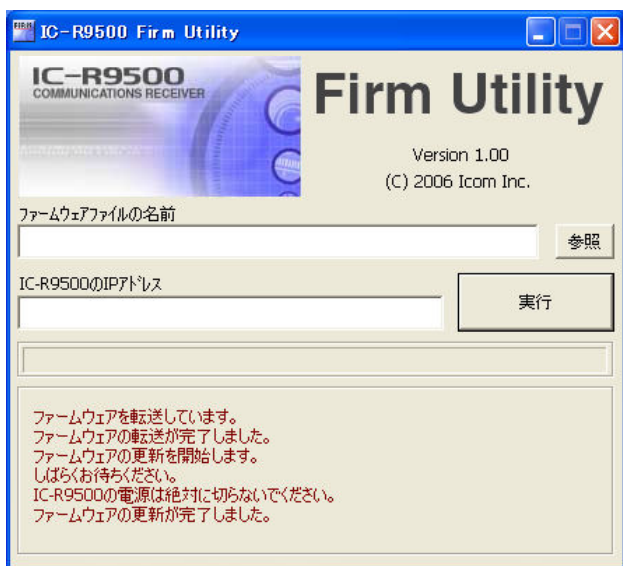 IC-R9500 Firm Utility
IC-R9500
COMMUNICATIONS RECEIVER
Firm Utility
Version 1.00
(C) 2006 Icom Inc.
ファームウェアファイルの名前
参照
IC-R9500のIPアドレス
実行
ファームウェアを転送しています。
ファームウェアの転送が完了しました。
ファームウェアの更新を開始します。
しばらくお待ちください。
IC-R9500の電源は絶対に切らないでください。
ファームウェアの更新が完了しました。